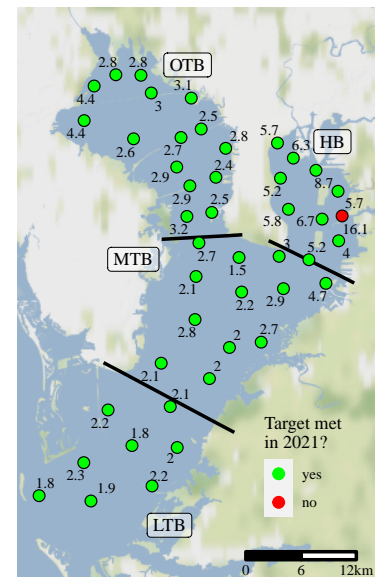 2.8 2.8 OTB
4.4 3 3.1
4.4 2.5 5.7 HB
2.6 2.7 2.8 6.3
2.9 2.4 5.2 8.7
2.9 5.7
3.2 2.5 5.8 6.7 16.1
MTB 2.7 3 5.2 4
1.5
2.1 2.2 2.9 4.7
2.8 2 2.7
2.1 2
2.1
2.2
1.8 Target met
2 in 2021?
2.3 yes
1.8 1.9 2.2 no
LTB
0 6 12km